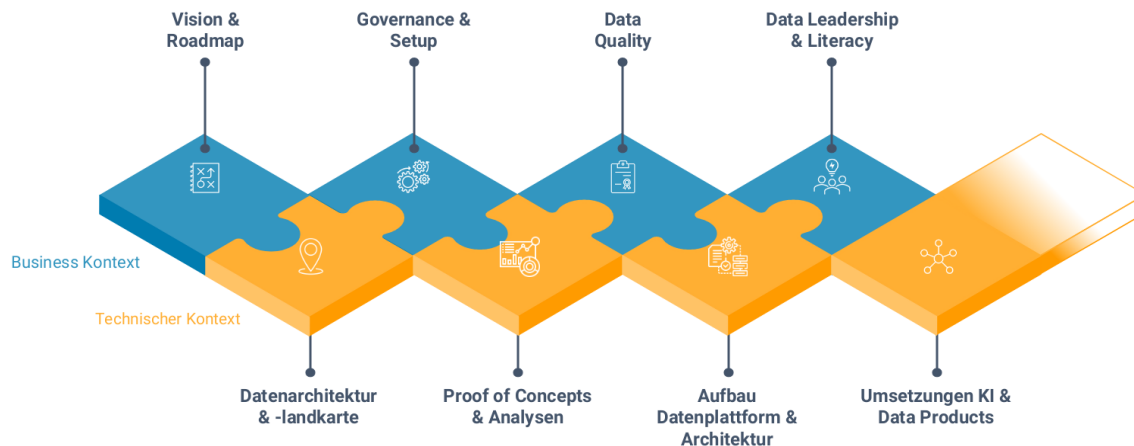 Vision &
Roadmap
Governance &
Setup
Data
Quality
Data Leadership
& Literacy
Business Kontext
Technischer Kontext
Datenarchitektur
& -landkarte
Proof of Concepts
& Analysen
Aufbau
Datenplattform &
Architektur
Umsetzungen KI &
Data Products